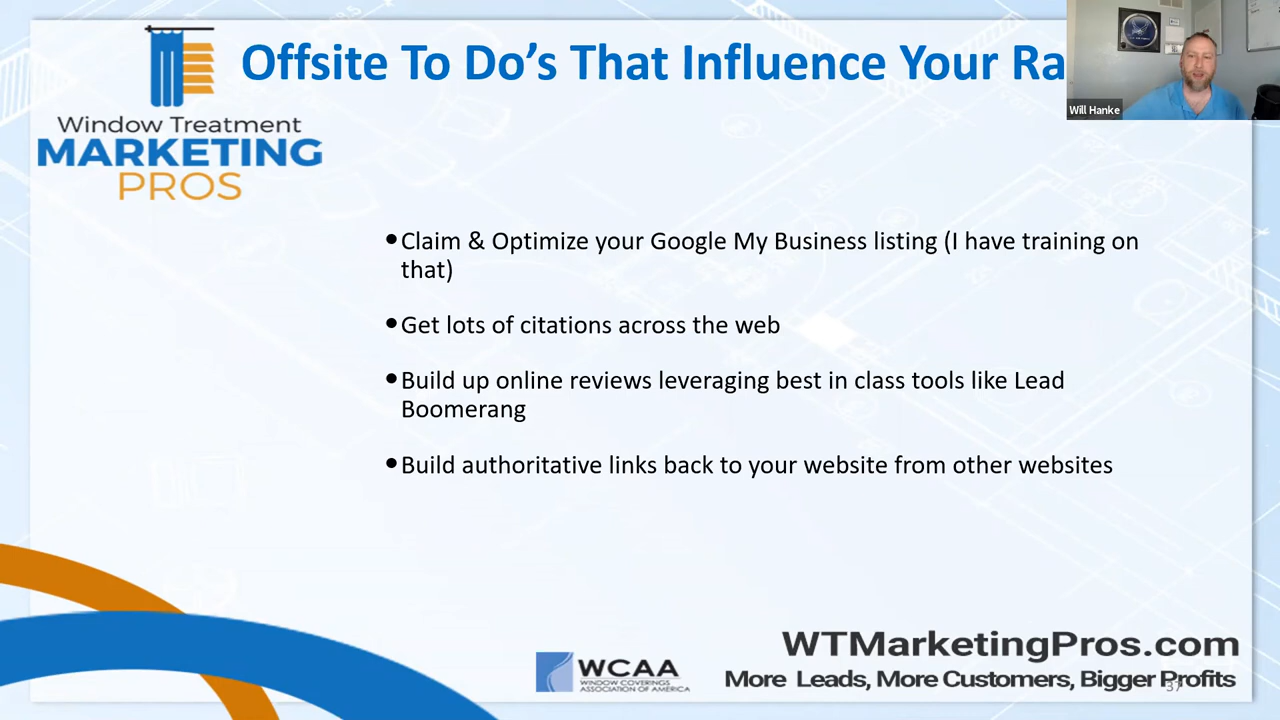 Offsite To Do’s That Influence Your Ra
Will Hanke
Window Treatment
MARKETING
PROS
•Claim & Optimize your Google My Business listing (I have training on
that)
•Get lots of citations across the web
•Build up online reviews leveraging best in class tools like Lead
Boomerang
•Build authoritative links back to your website from other websites
WTMarketingPros.com
WCAA
WINDOW COVERINGS
ASSOCIATION OF AMERICA
More Leads, More Customers, Bigger Profits
37